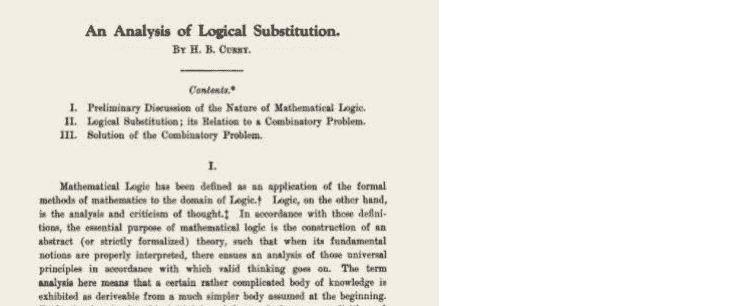 An Analysis of Logical Substitution.
By H. B. Curry.
Contents.*
I. Preliminary Discussion of the Nature of Mathematical Logic.
II. Logical Substitution; its Relation to a Combinatory Problem.
III. Solution of the Combinatory Problem.
I.
Mathematical Logic has been defined as an application of the formal
methods of mathematics to the domain of Logic.† Logic, on the other hand,
is the analysis and criticism of thought.‡ In accordance with these defini-
tions, the essential purpose of mathematical logic is the construction of an
abstract (or strictly formalized) theory, such that when its fundamental
notions are properly interpreted, there ensues an analysis of those universal
principles in accordance with which valid thinking goes on. The term
analysis here means that a certain rather complicated body of knowledge is
exhibited as deriveable from a much simpler body assumed at the beginning.